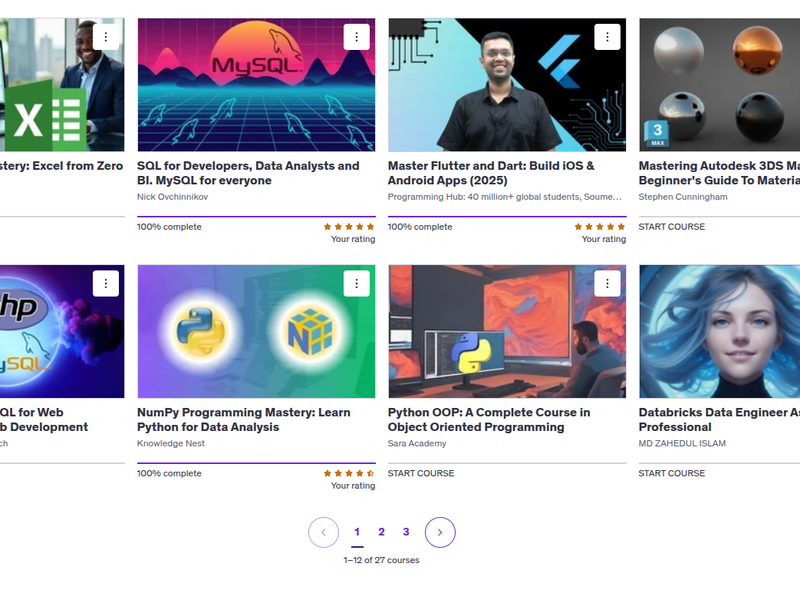 X
MySQL
3
MAX
stery: Excel from Zero
SQL for Developers, Data Analysts and
BI. MySQL for everyone
Nick Ovchinnikov
100% complete
Your rating
Master Flutter and Dart: Build iOS &
Android Apps (2025)
Programming Hub: 40 million+ global students, Soume...
100% complete
Your rating
Mastering Autodesk 3DS Ma
Beginner's Guide To Materia
Stephen Cunningham
START COURSE
hp
ySQL
QL for Web
b Development
ch
NumPy Programming Mastery: Learn
Python for Data Analysis
Knowledge Nest
100% complete
Your rating
Python OOP: A Complete Course in
Object Oriented Programming
Sara Academy
START COURSE
Databricks Data Engineer As
Professional
MD ZAHEDUL ISLAM
START COURSE
1 2 3
1–12 of 27 courses